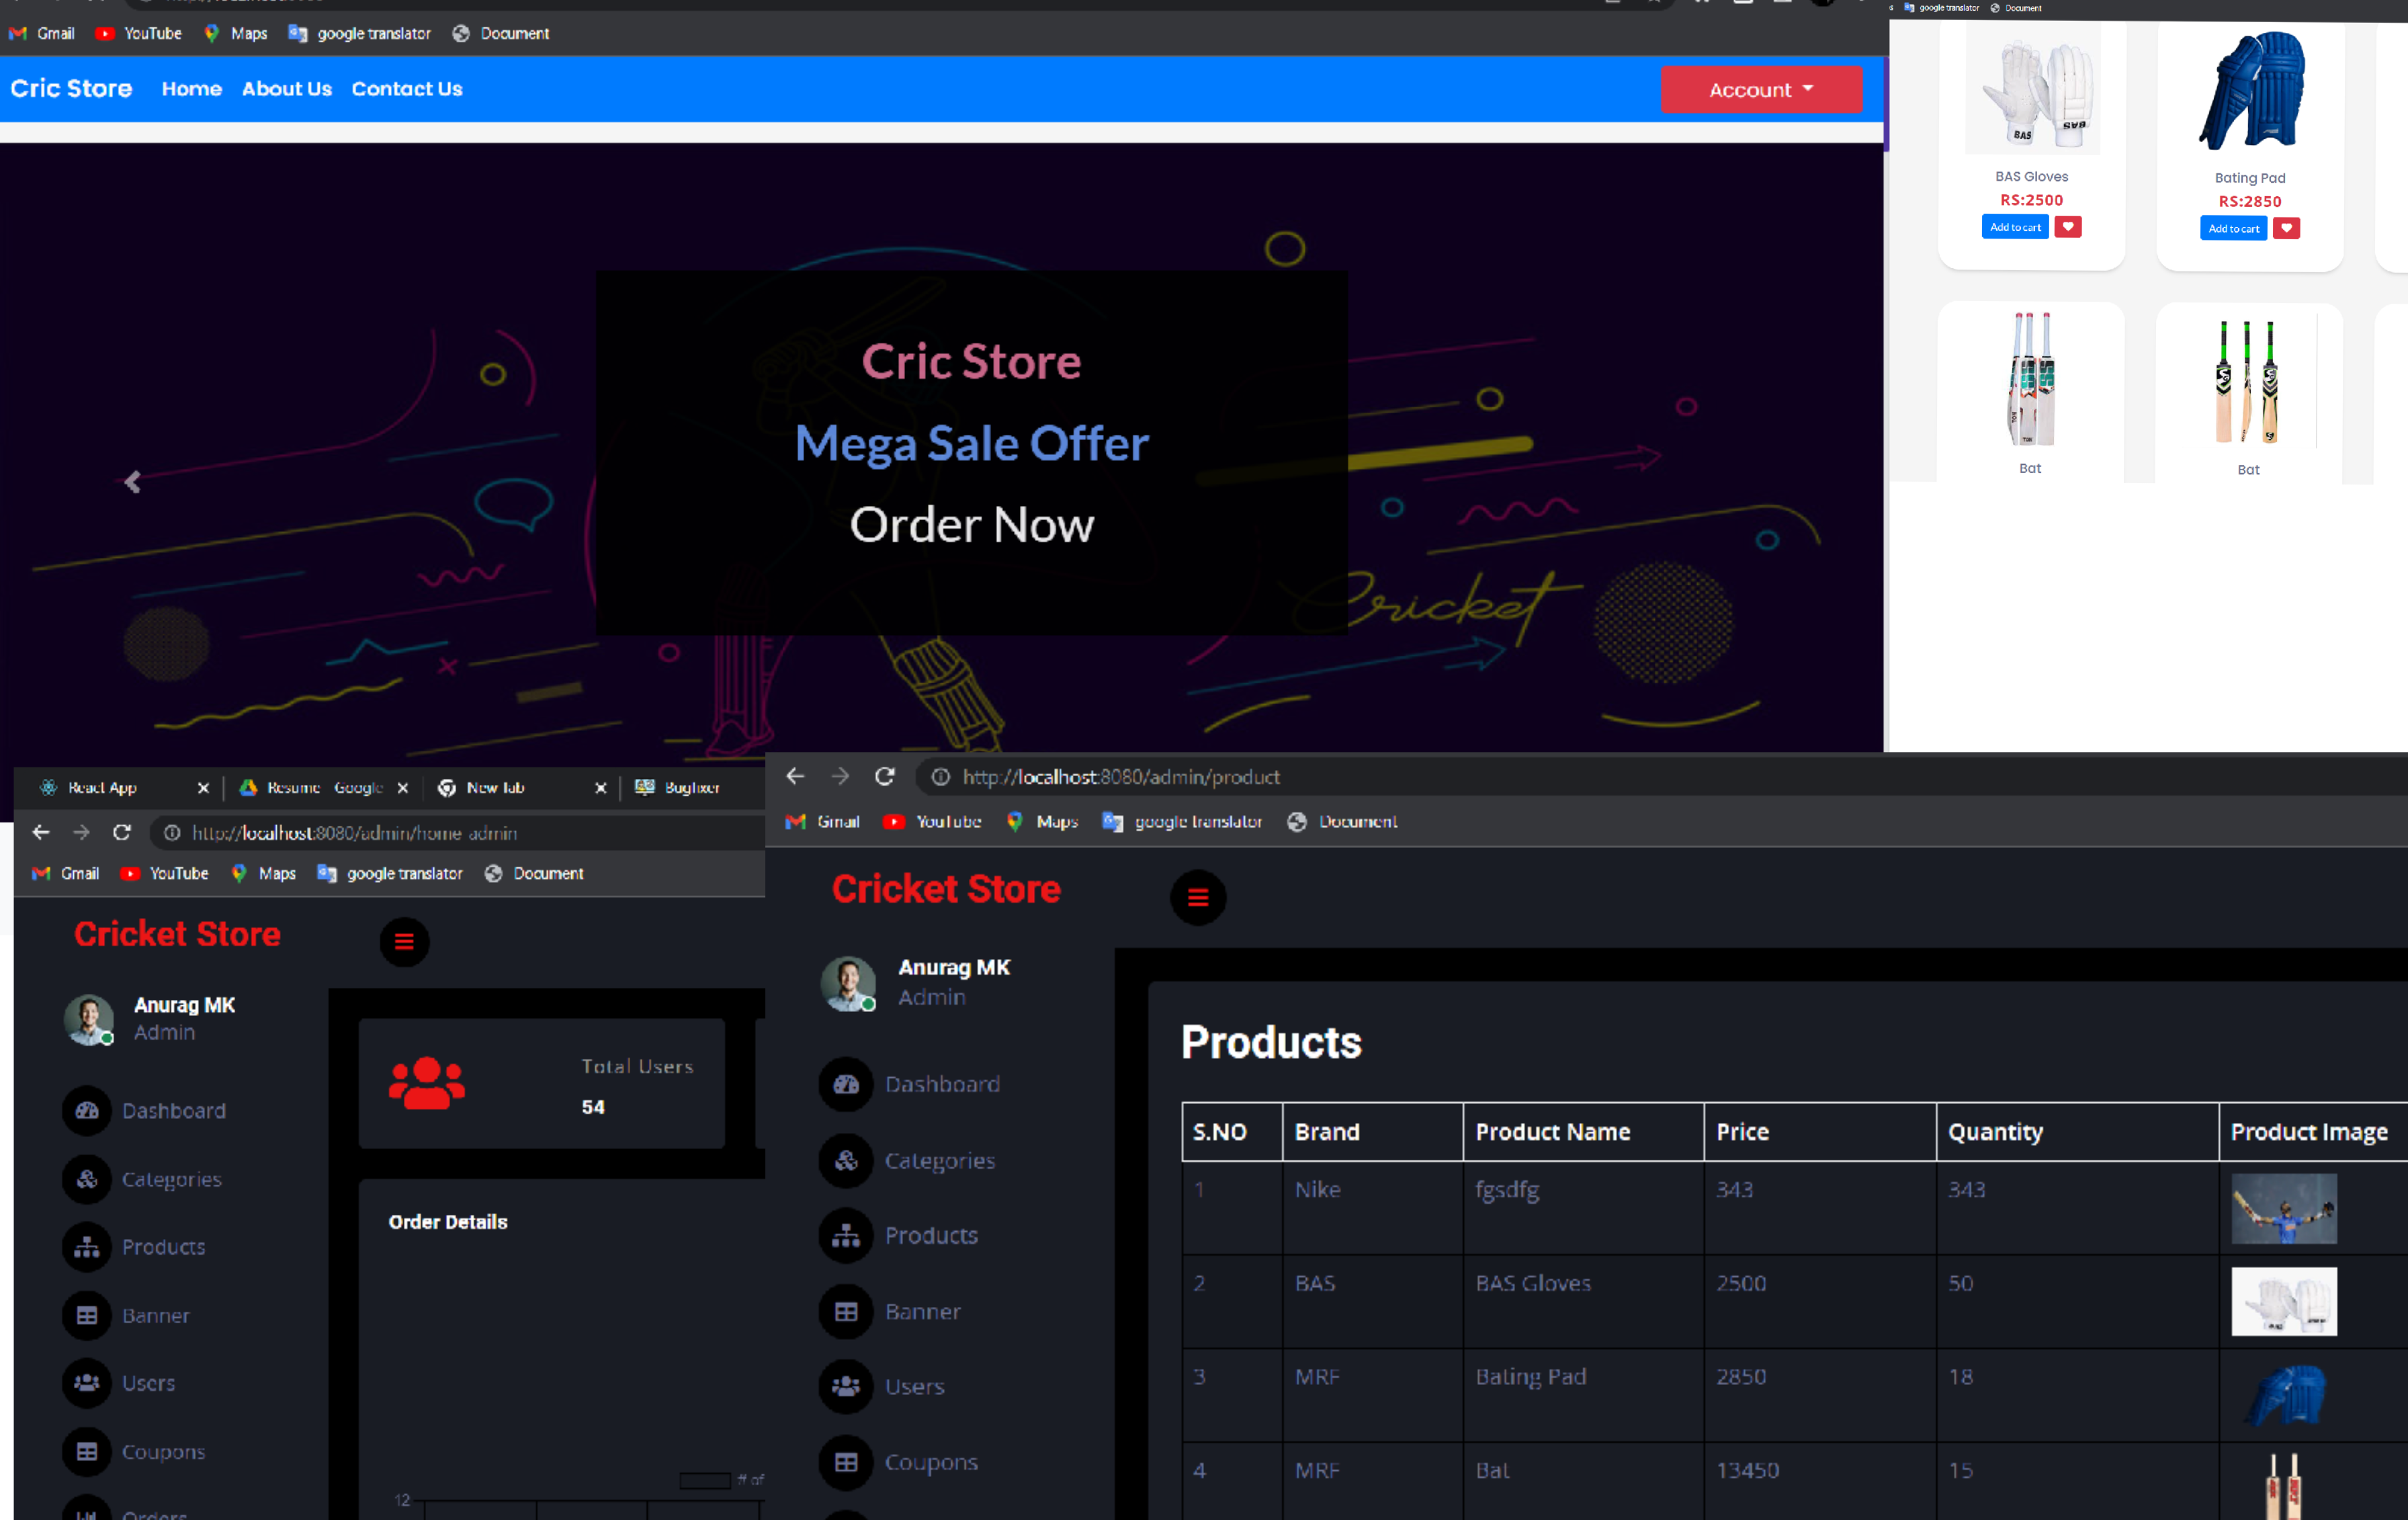 Gmail YouTube Maps google translator Document
Cric Store Home About Us Contact Us Account
Cric Store
Mega Sale Offer
Order Now
Cricket
google translator Document
BAS
BAS
BAS Gloves
RS:2500
Add to cart
Bating Pad
RS:2850
Add to cart
Bat
Bat
React App Resume Google New Tab Bugfixer
http://localhost:8080/admin/home admin
Gmail YouTube Maps google translator Document
Cricket Store
Anurag MK
Admin
Dashboard
Categories
Products
Banner
Users
Coupons
Orders
Total Users
54
Order Details
# of
12
http://localhost:8080/admin/product
Gmail YouTube Maps google translator Document
Cricket Store
Anurag MK
Admin
Dashboard
Categories
Products
Banner
Users
Coupons
Products
S.NO Brand Product Name Price Quantity Product Image
1 Nike fgsdfg 343 343
2 BAS BAS Gloves 2500 50
3 MRF Bating Pad 2850 18
4 MRF Bat 13450 15